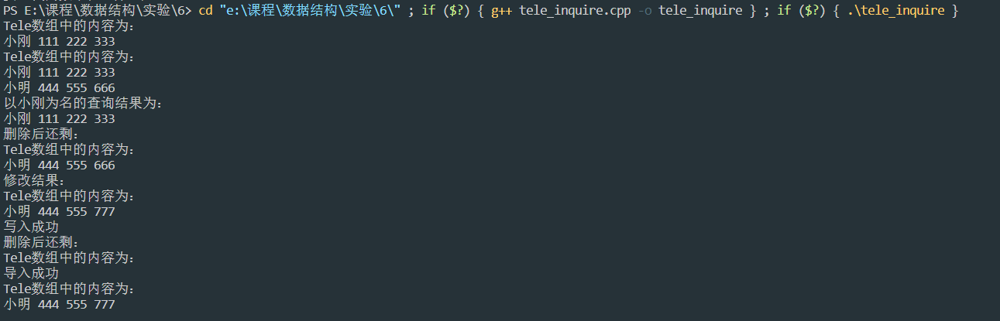 PS E:\课程\数据结构\实验\6> cd "e:\课程\数据结构\实验\6\" ; if ($?) { g++ tele_inquire.cpp -o tele_inquire } ; if ($?) { .\tele_inquire }
Tele数组中的内容为:
小刚 111 222 333
Tele数组中的内容为:
小刚 111 222 333
小明 444 555 666
以小刚为名的查询结果为:
小刚 111 222 333
删除后还剩:
Tele数组中的内容为:
小明 444 555 666
修改结果:
Tele数组中的内容为:
小明 444 555 777
写入成功
删除后还剩:
Tele数组中的内容为:
导入成功
Tele数组中的内容为:
小明 444 555 777